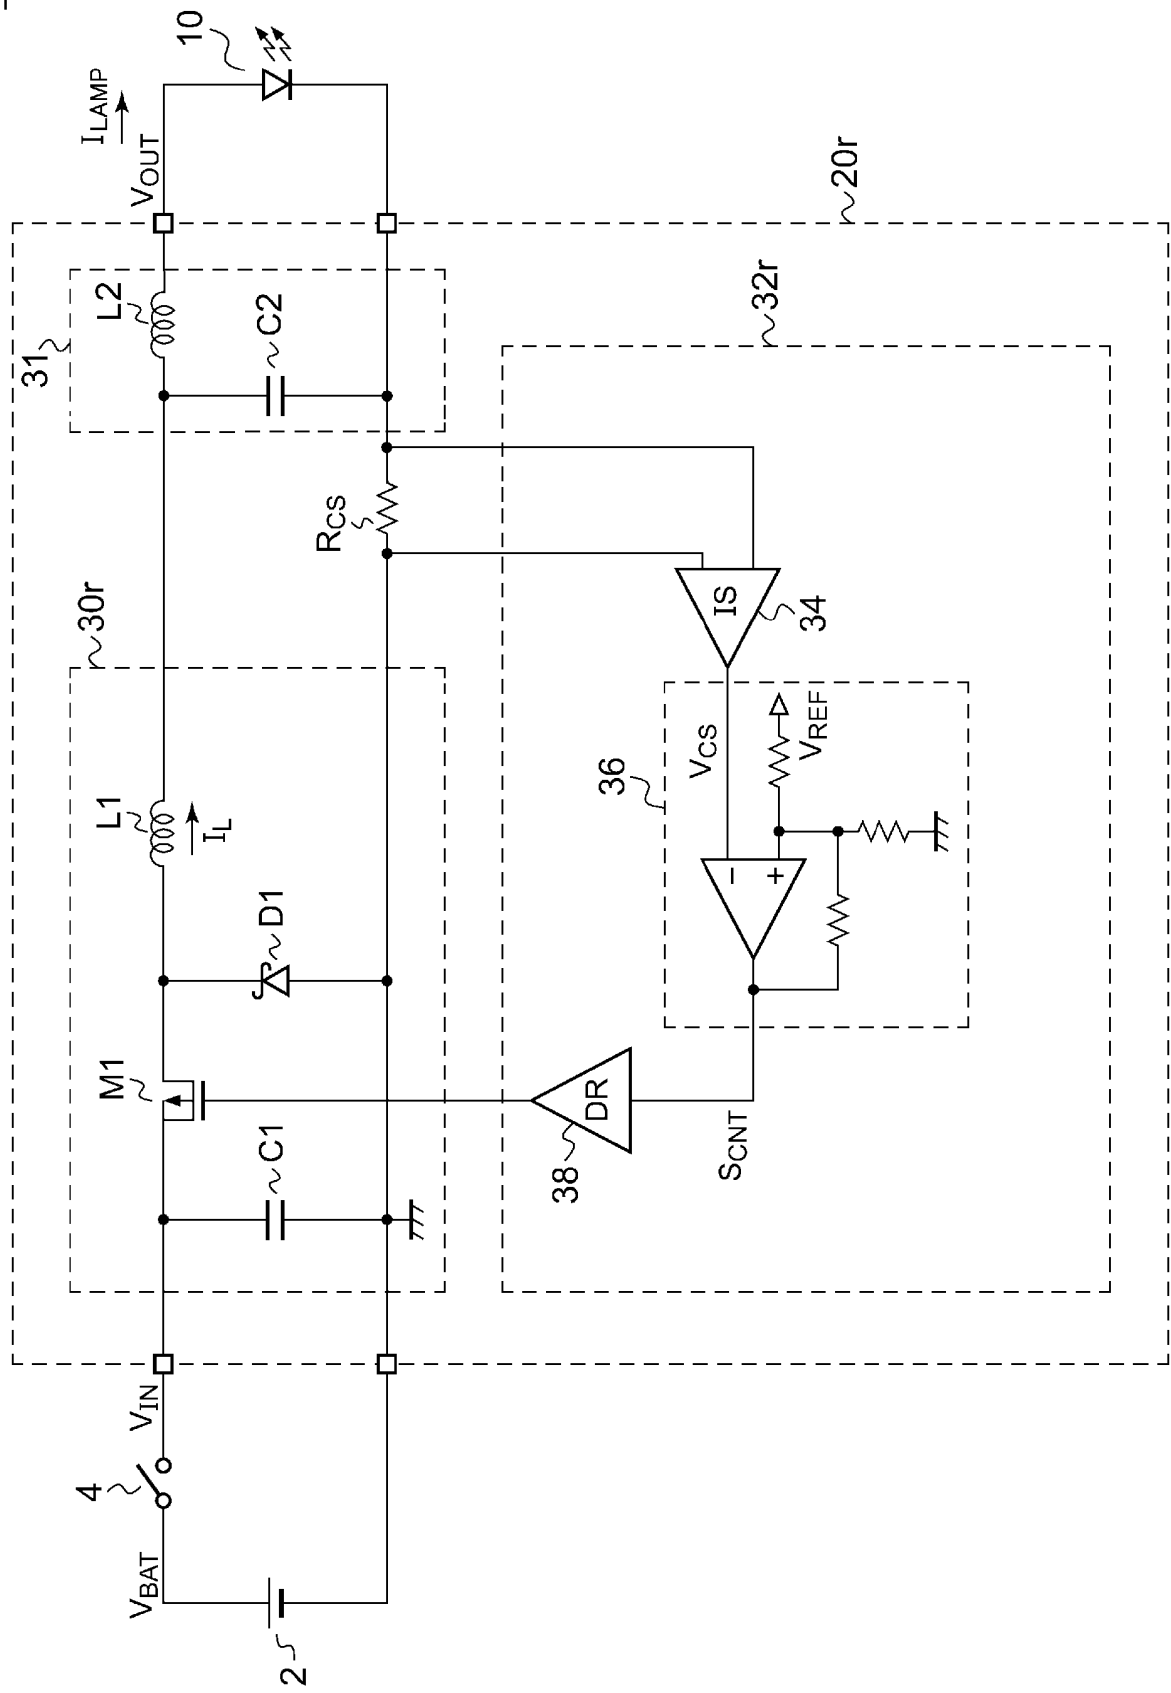 2
VBAT
4
VIN
C1
M1
D1
L1
IL
30r
RCS
31
L2
C2
VOUT
ILAMP
10
20r
32r
38
DR
SCNT
36
−
+
VCS
VREF
IS
34